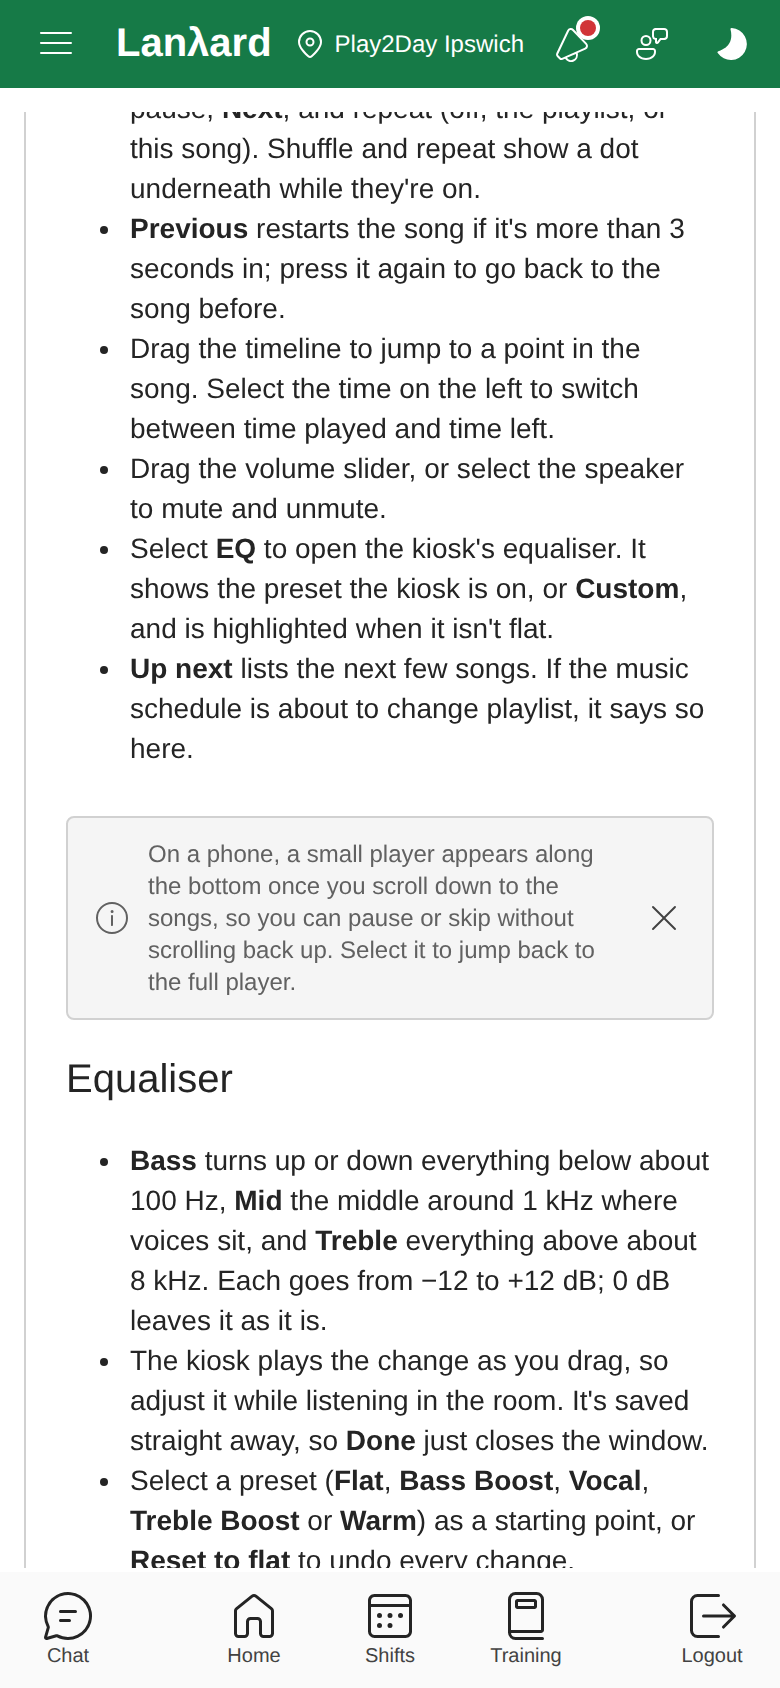 Lanλard
Play2Day Ipswich
pause, Next, and repeat (off, the playlist, or
this song). Shuffle and repeat show a dot
underneath while they're on.
Previous restarts the song if it's more than 3
seconds in; press it again to go back to the
song before.
Drag the timeline to jump to a point in the
song. Select the time on the left to switch
between time played and time left.
Drag the volume slider, or select the speaker
to mute and unmute.
Select EQ to open the kiosk's equaliser. It
shows the preset the kiosk is on, or Custom,
and is highlighted when it isn't flat.
Up next lists the next few songs. If the music
schedule is about to change playlist, it says so
here.
On a phone, a small player appears along
the bottom once you scroll down to the
songs, so you can pause or skip without
scrolling back up. Select it to jump back to
the full player.
Equaliser
Bass turns up or down everything below about
100 Hz, Mid the middle around 1 kHz where
voices sit, and Treble everything above about
8 kHz. Each goes from −12 to +12 dB; 0 dB
leaves it as it is.
The kiosk plays the change as you drag, so
adjust it while listening in the room. It's saved
straight away, so Done just closes the window.
Select a preset (Flat, Bass Boost, Vocal,
Treble Boost or Warm) as a starting point, or
Reset to flat to undo every change.
Chat
Home
Shifts
Training
Logout